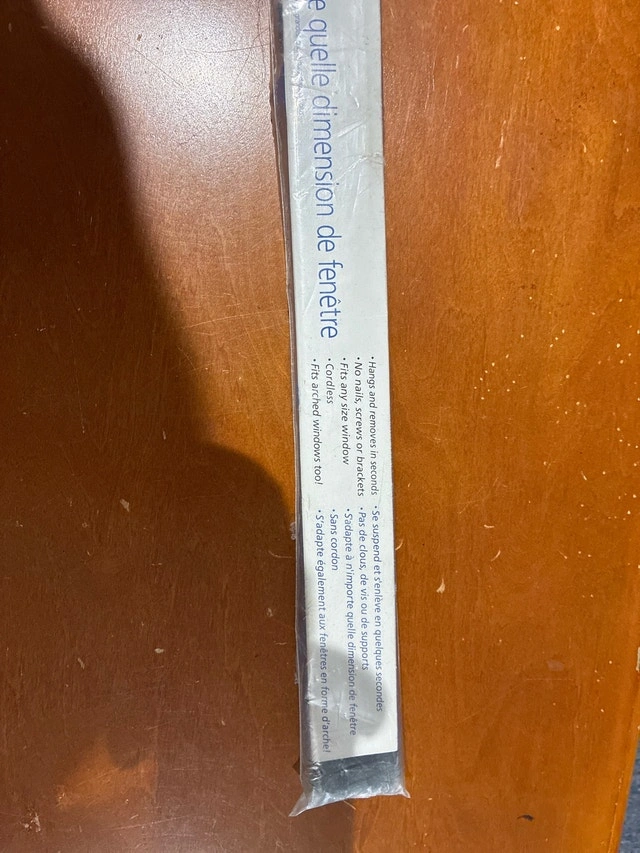 e quelle dimension de fenêtre
• Hangs and removes in seconds
• No nails, screws or brackets
• Fits any size window
• Cordless
• Fits arched windows too!
• Se suspend et s'enlève en quelques secondes
• Pas de clous, de vis ou de supports
• S'adapte à n'importe quelle dimension de fenêtre
• Sans cordon
• S'adapte également aux fenêtres en forme d'arche!